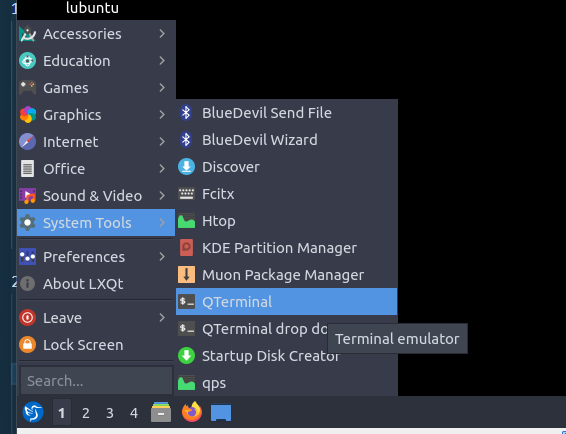 1
lubuntu
Accessories
Education
Games
Graphics
Internet
Office
Sound & Video
System Tools
Preferences
About LXQt
Leave
Lock Screen
Search...
BlueDevil Send File
BlueDevil Wizard
Discover
Fcitx
Htop
KDE Partition Manager
Muon Package Manager
QTerminal
QTerminal drop do
Terminal emulator
Startup Disk Creator
qps
2
1 2 3 4